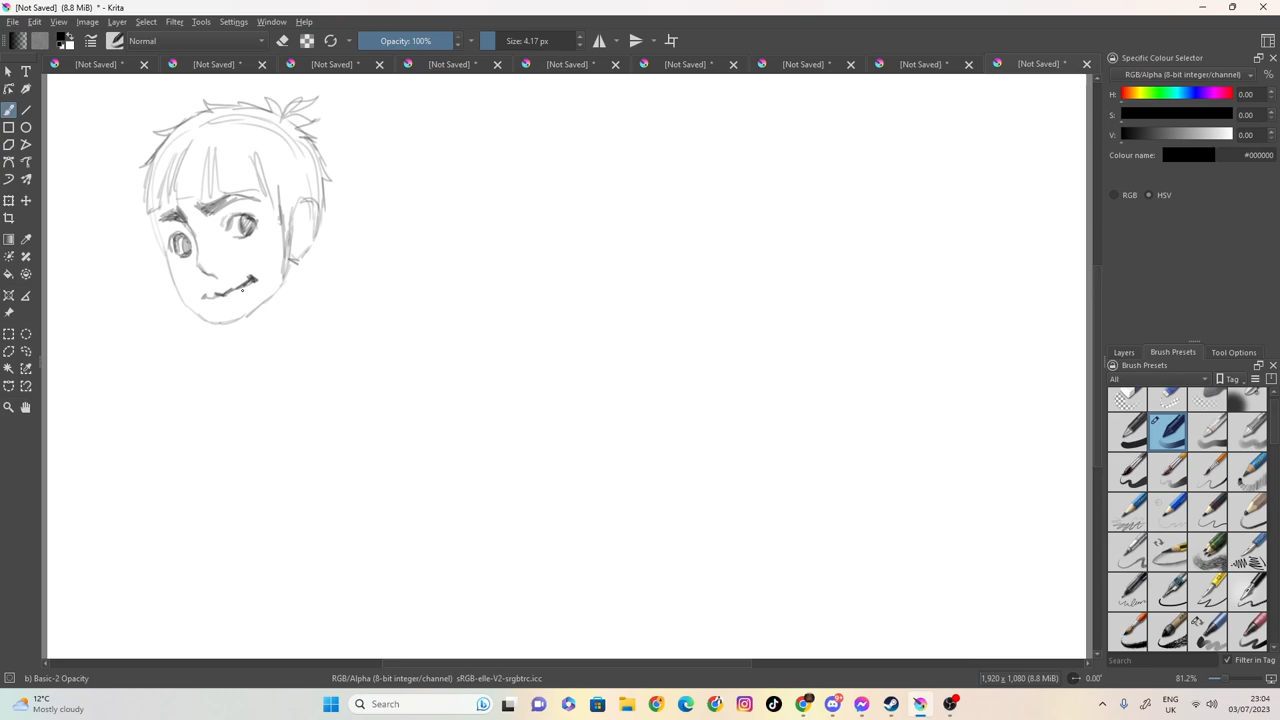 [Not Saved] (8.8 MiB) * - Krita
File Edit View Image Layer Select Filter Tools Settings Window Help
Normal Opacity: 100% Size: 4.17 px
[Not Saved] * [Not Saved] * [Not Saved] * [Not Saved] * [Not Saved] * [Not Saved] * [Not Saved] * [Not Saved] * [Not Saved] *
Specific Colour Selector
RGB/Alpha (8-bit integer/channel) %
H: 0.00
S: 0.00
V: 0.00
Colour name: #000000
RGB HSV
Layers Brush Presets Tool Options
Brush Presets
All Tag
Search Filter in Tag
b) Basic-2 Opacity RGB/Alpha (8-bit integer/channel) sRGB-elle-V2-srgbtrc.icc 1,920 x 1,080 (8.8 MiB) 0.00° 81.2%
12°C
Mostly cloudy
Search
ENG
UK
23:04
03/07/2023